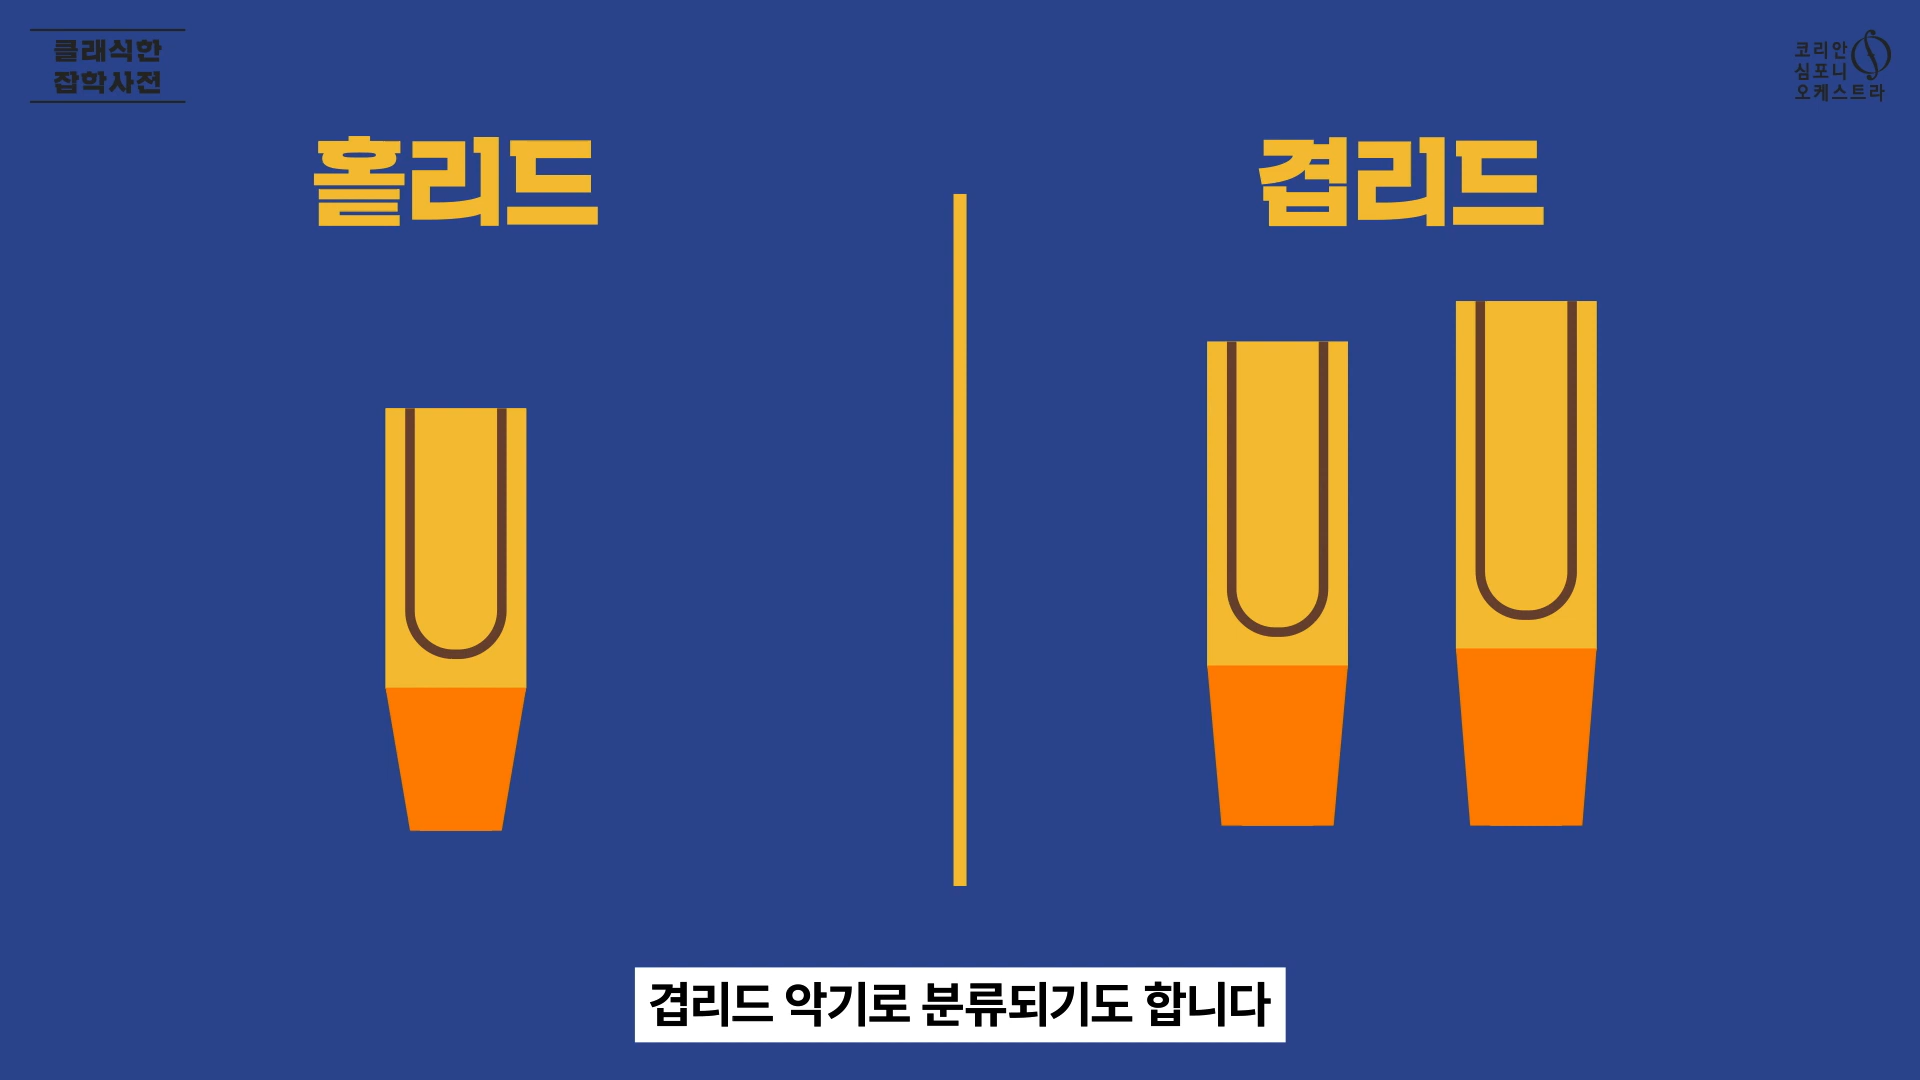 클래식한
잡학사전
코리안
심포니
오케스트라
홑리드
겹리드
겹리드 악기로 분류되기도 합니다